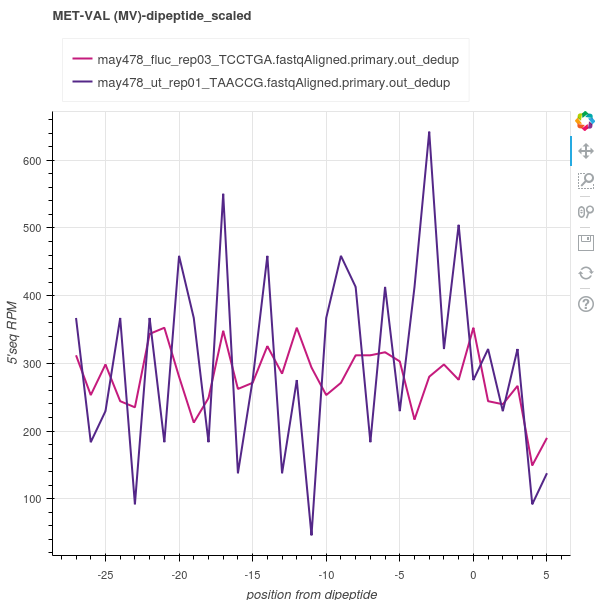 MET-VAL (MV)-dipeptide_scaled
may478_fluc_rep03_TCCTGA.fastqAligned.primary.out_dedup
may478_ut_rep01_TAACCG.fastqAligned.primary.out_dedup
5'seq RPM
600
500
400
300
200
100
-25 -20 -15 -10 -5 0 5
position from dipeptide